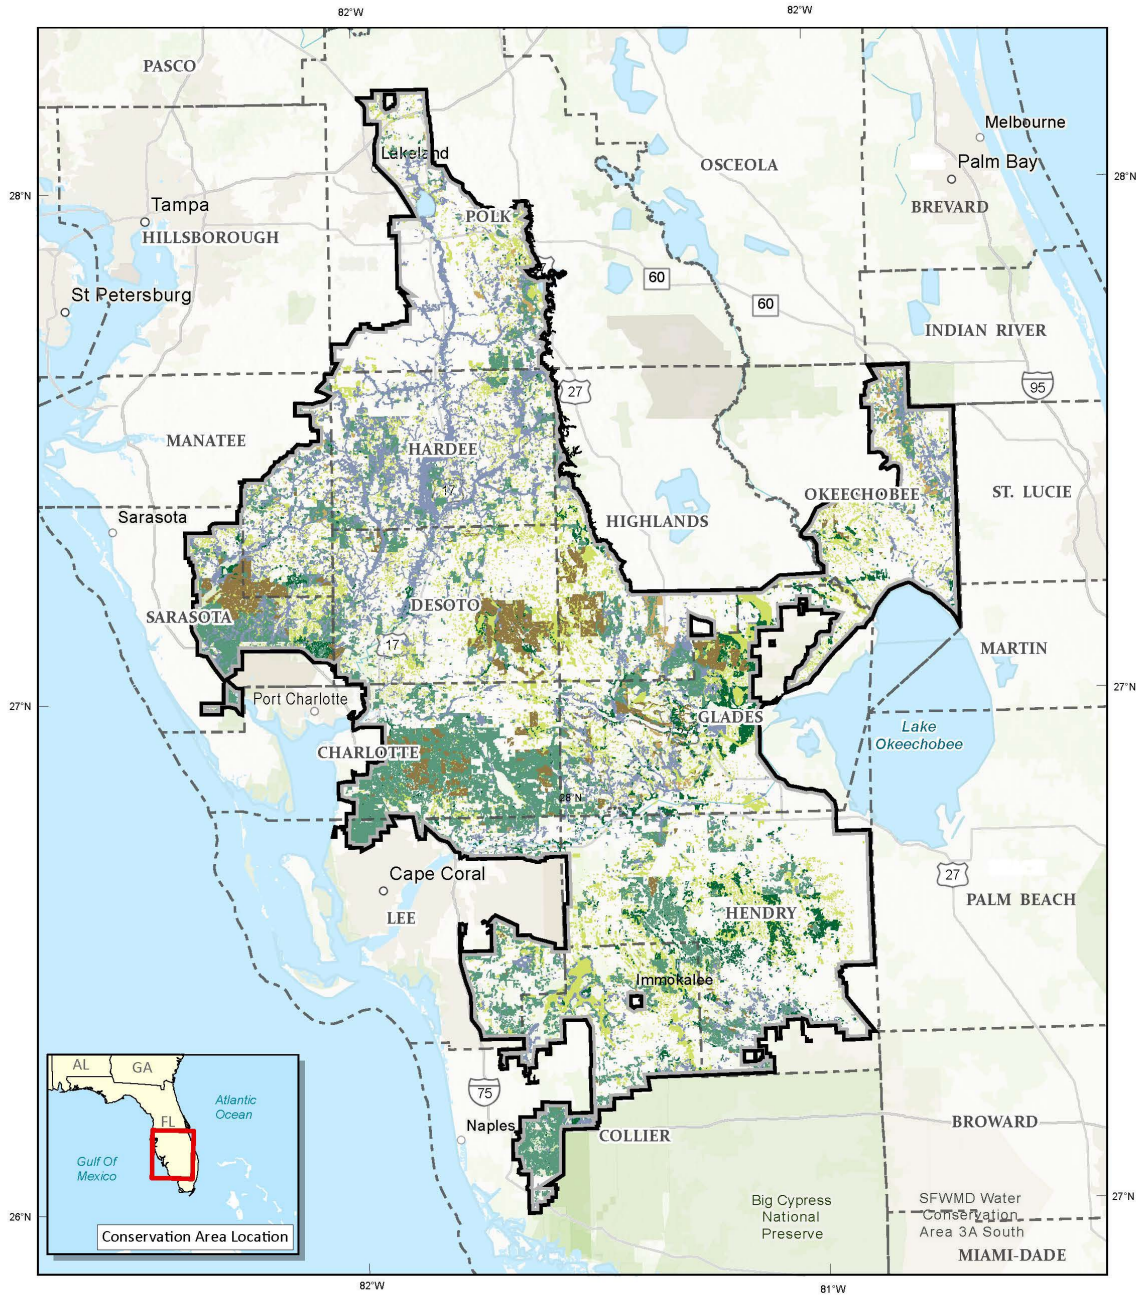 82°W
82°W
PASCO
Melbourne
Lakeland
OSCEOLA
Palm Bay
28°N
28°N
Tampa
POLK
BREVARD
HILLSBOROUGH
60
St Petersburg
60
INDIAN RIVER
27
95
MANATEE
HARDEE
17
OKEECHOBEE
ST. LUCIE
Sarasota
HIGHLANDS
DESOTO
SARASOTA
17
MARTIN
27°N
Port Charlotte
27°N
GLADES
Lake
Okeechobee
CHARLOTTE
28°N
Cape Coral
27
PALM BEACH
LEE
HENDRY
Immokalee
AL
GA
75
Atlantic
Ocean
FL
Naples
BROWARD
COLLIER
Gulf Of
Mexico
Big Cypress
National
Preserve
SFWMD Water
Conservation
Area 3A South
27°N
26°N
Conservation Area Location
MIAMI-DADE
82°W
81°W